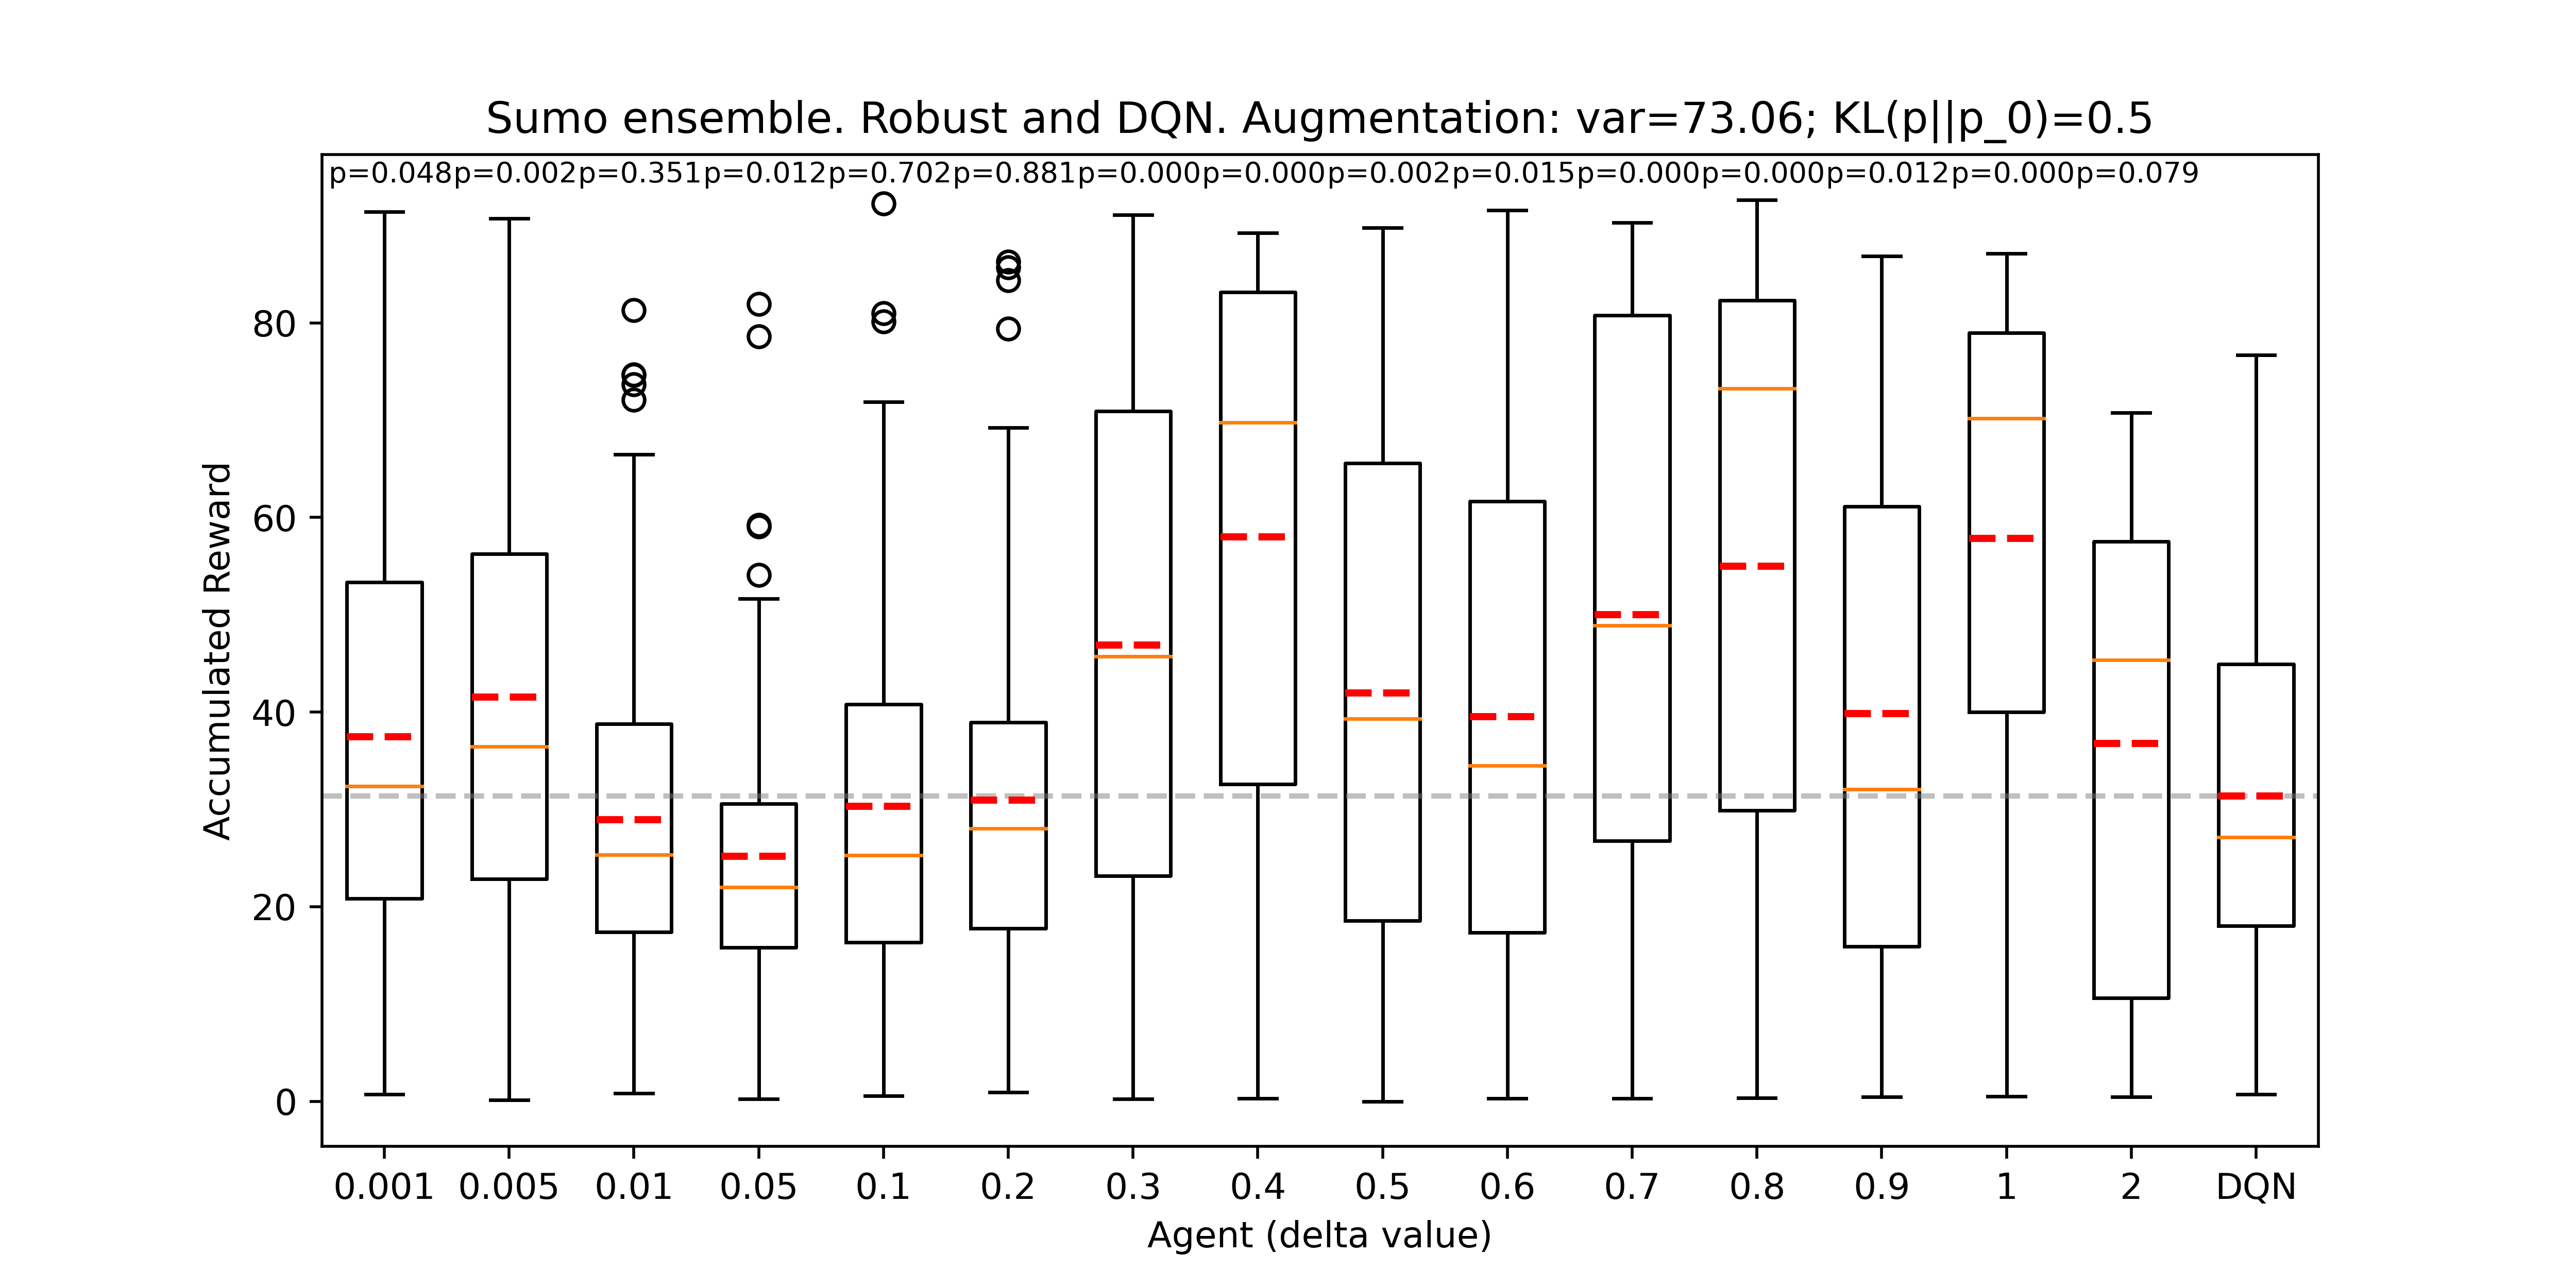 Sumo ensemble. Robust and DQN. Augmentation: var=73.06; KL(p||p_0)=0.5
p=0.048p=0.002p=0.351p=0.012p=0.702p=0.881p=0.000p=0.000p=0.002p=0.015p=0.000p=0.000p=0.012p=0.000p=0.079
Accumulated Reward
80
60
40
20
0
0.001 0.005 0.01 0.05 0.1 0.2 0.3 0.4 0.5 0.6 0.7 0.8 0.9 1 2 DQN
Agent (delta value)